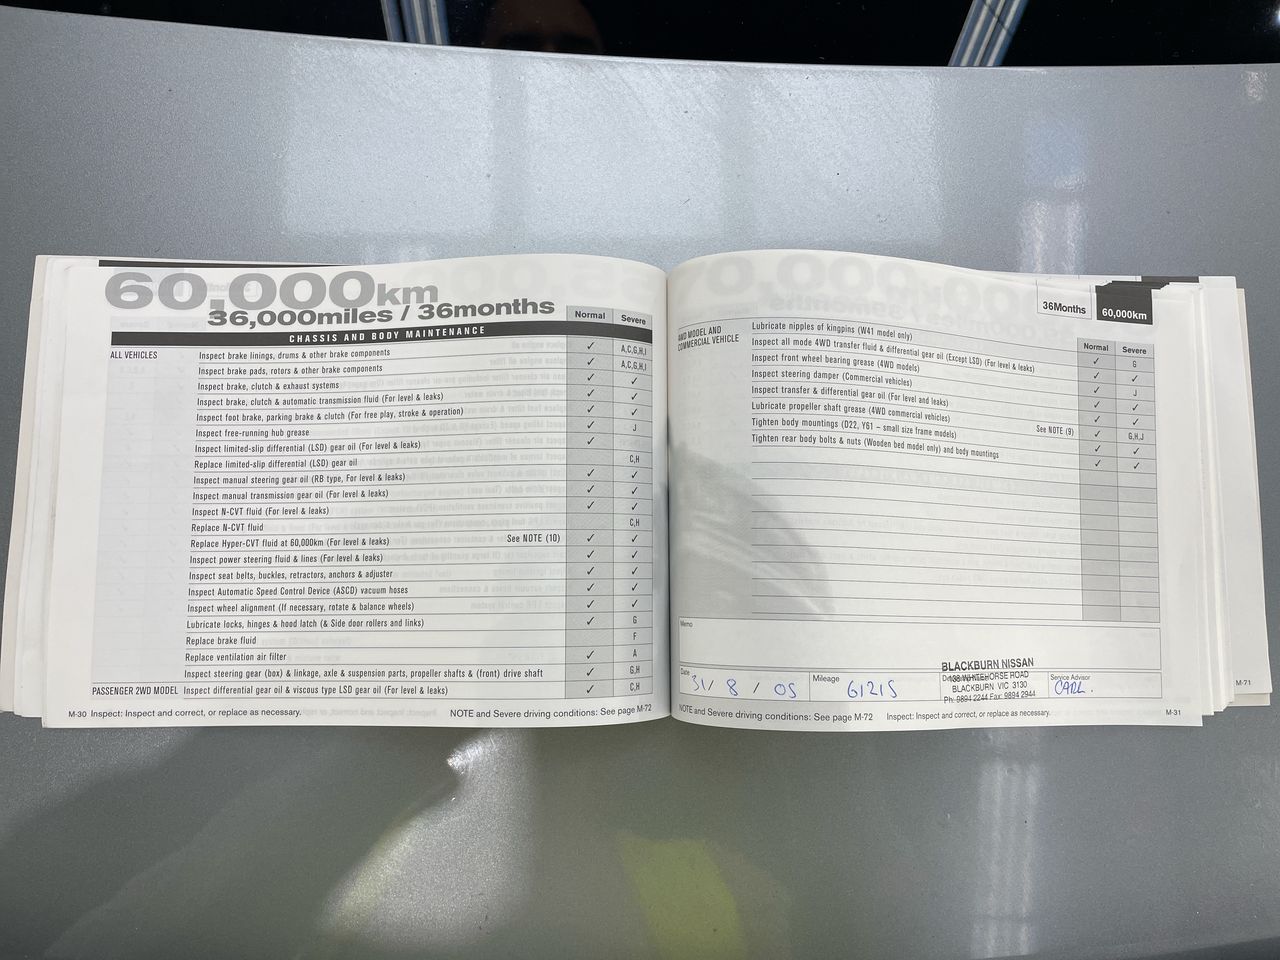 60,000km
36,000miles / 36months
Normal Severe
CHASSIS AND BODY MAINTENANCE
ALL VEHICLES Inspect brake linings, drums & other brake components ✓ A,C,G,H,I
Inspect brake pads, rotors & other brake components ✓ A,C,G,H,I
Inspect brake, clutch & exhaust systems ✓ ✓
Inspect brake, clutch & automatic transmission fluid (For level & leaks) ✓ ✓
Inspect foot brake, parking brake & clutch (For free play, stroke & operation) ✓ ✓
Inspect free-running hub grease ✓ J
Inspect limited-slip differential (LSD) gear oil (For level & leaks) ✓
Replace limited-slip differential (LSD) gear oil C,H
Inspect manual steering gear oil (RB type, For level & leaks) ✓ ✓
Inspect manual transmission gear oil (For level & leaks) ✓ ✓
Inspect N-CVT fluid (For level & leaks) ✓ ✓
Replace N-CVT fluid C,H
Replace Hyper-CVT fluid at 60,000km (For level & leaks) See NOTE (10) ✓ ✓
Inspect power steering fluid & lines (For level & leaks) ✓ ✓
Inspect seat belts, buckles, retractors, anchors & adjuster ✓ ✓
Inspect Automatic Speed Control Device (ASCD) vacuum hoses ✓ ✓
Inspect wheel alignment (If necessary, rotate & balance wheels) ✓ ✓
Lubricate locks, hinges & hood latch (& Side door rollers and links) ✓ G
Replace brake fluid F
Replace ventilation air filter ✓ A
Inspect steering gear (box) & linkage, axle & suspension parts, propeller shafts & (front) drive shaft ✓ G,H
PASSENGER 2WD MODEL Inspect differential gear oil & viscous type LSD gear oil (For level & leaks) ✓ C,H
M-30 Inspect: Inspect and correct, or replace as necessary. NOTE and Severe driving conditions: See page M-72
36Months 60,000km
Normal Severe
4WD MODEL AND
COMMERCIAL VEHICLE
Lubricate nipples of kingpins (W41 model only) ✓ G
Inspect all mode 4WD transfer fluid & differential gear oil (Except LSD) (For level & leaks) ✓ ✓
Inspect front wheel bearing grease (4WD models) ✓ J
Inspect steering damper (Commercial vehicles) ✓ ✓
Inspect transfer & differential gear oil (For level and leaks) ✓ ✓
Lubricate propeller shaft grease (4WD commercial vehicles) See NOTE (9) ✓ G,H,J
Tighten body mountings (D22, Y61 – small size frame models) ✓ ✓
Tighten rear body bolts & nuts (Wooden bed model only) and body mountings ✓ ✓
Memo
Date 31 / 8 / 05
Mileage 61215
BLACKBURN NISSAN
138 WHITEHORSE ROAD
BLACKBURN VIC 3130
Ph: 9894 2244 Fax: 9894 2944
Service Advisor
CARL.
NOTE and Severe driving conditions: See page M-72 Inspect: Inspect and correct, or replace as necessary. M-31
M-71